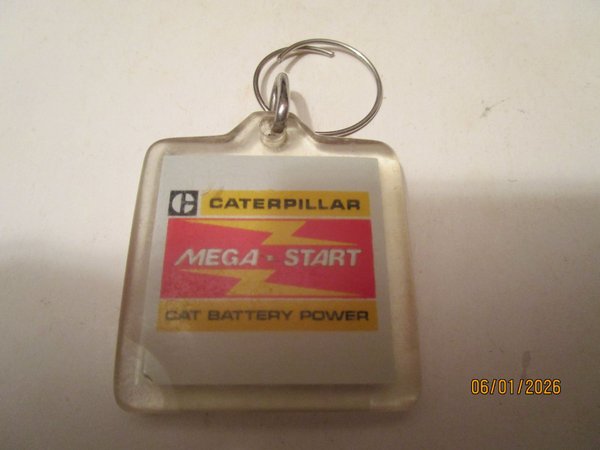 C CATERPILLAR
MEGA - START
CAT BATTERY POWER
06/01/2026